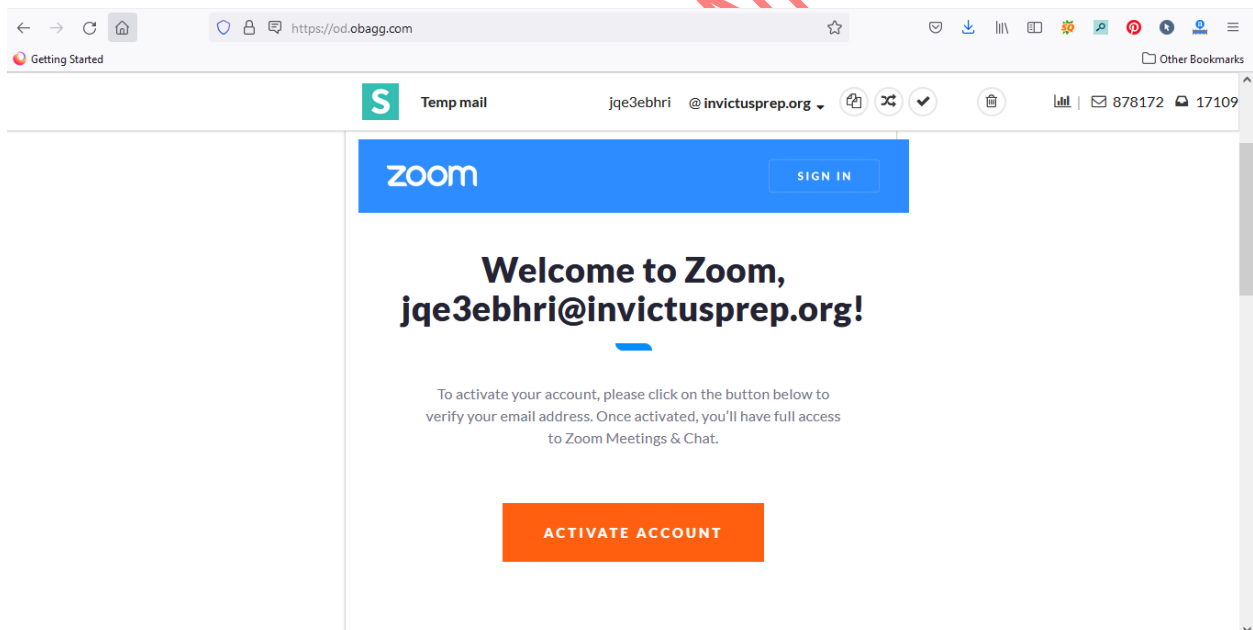 https://od.obagg.com
Getting Started
Other Bookmarks
S Temp mail jqe3ebhri @ invictusprep.org 878172 17109
zoom SIGN IN
Welcome to Zoom,
jqe3ebhri@invictusprep.org!
To activate your account, please click on the button below to
verify your email address. Once activated, you'll have full access
to Zoom Meetings & Chat.
ACTIVATE ACCOUNT